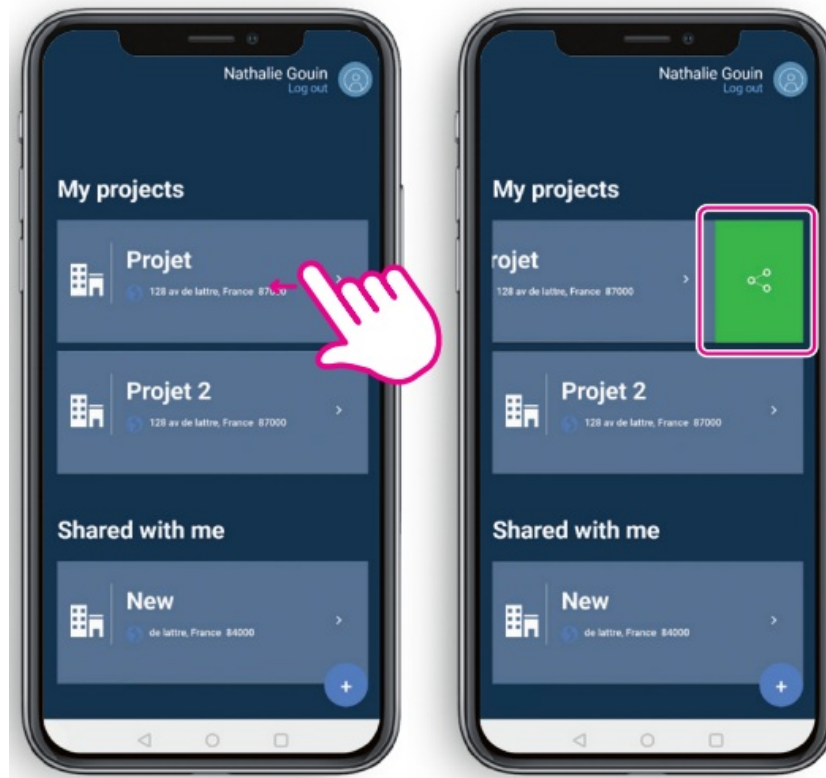 Nathalie Gouin
Log out
My projects
Projet
128 av de lattre, France 87000
Projet 2
128 av de lattre, France 87000
Shared with me
New
de lattre, France 84000
+
Nathalie Gouin
Log out
My projects
rojet
128 av de lattre, France 87000
Projet 2
128 av de lattre, France 87000
Shared with me
New
de lattre, France 84000
+